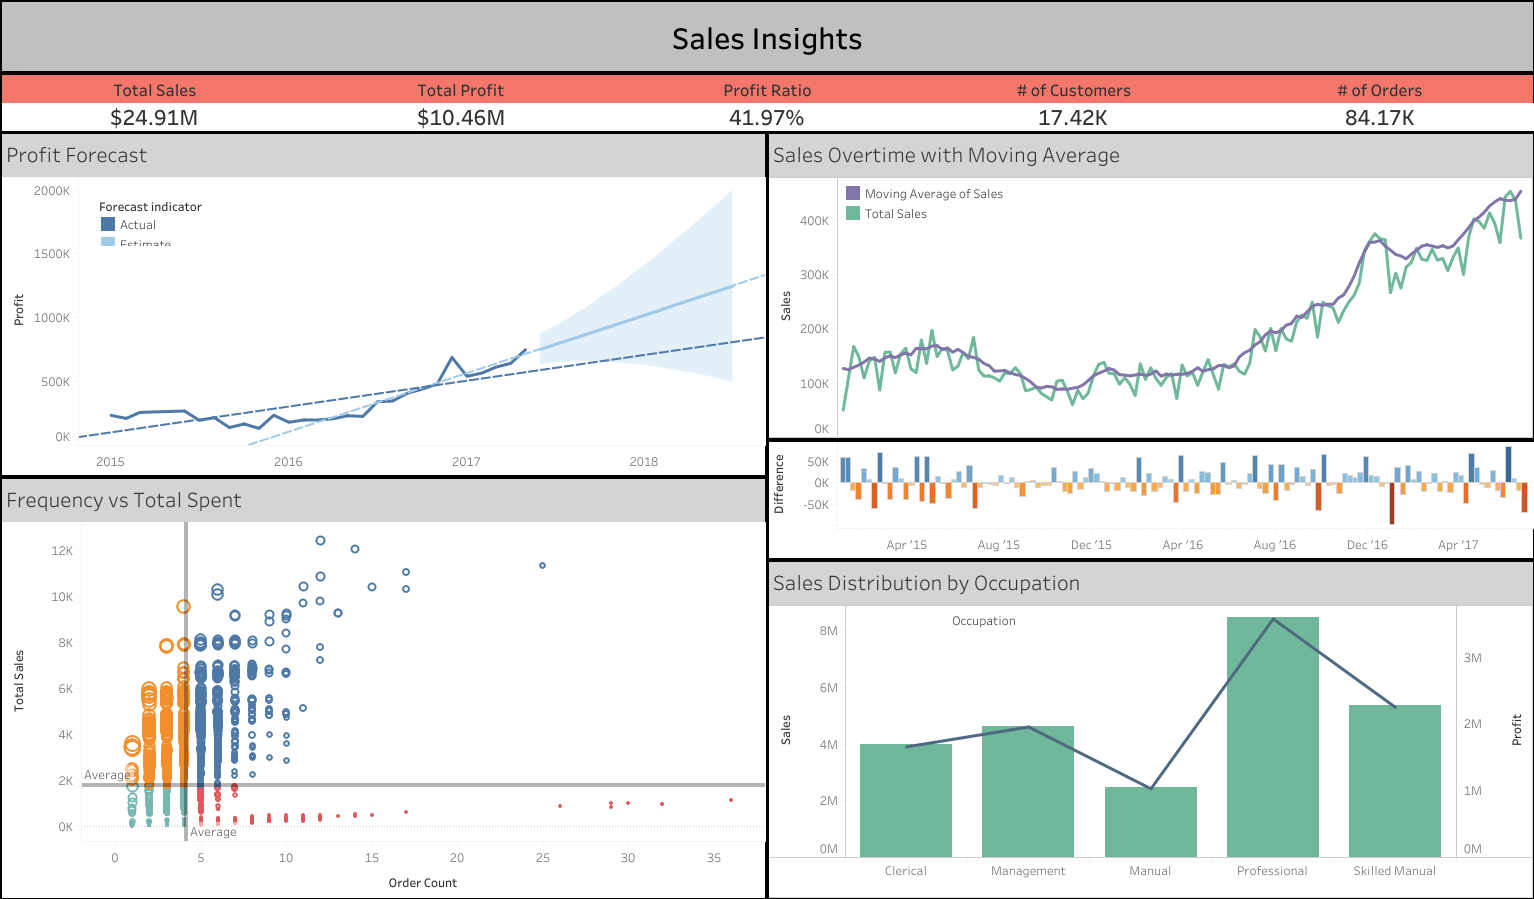 Sales Insights
Total Sales Total Profit Profit Ratio # of Customers # of Orders
$24.91M $10.46M 41.97% 17.42K 84.17K
Profit Forecast
2000K
1500K
1000K
500K
0K
Profit
Forecast indicator
Actual
Estimate
2015 2016 2017 2018
Sales Overtime with Moving Average
Moving Average of Sales
Total Sales
400K
300K
200K
100K
0K
Sales
50K
0K
-50K
Difference
Apr '15 Aug '15 Dec '15 Apr '16 Aug '16 Dec '16 Apr '17
Frequency vs Total Spent
12K
10K
8K
6K
4K
2K
0K
Total Sales
Average
Average
0 5 10 15 20 25 30 35
Order Count
Sales Distribution by Occupation
Occupation
8M
6M
4M
2M
0M
Sales
3M
2M
1M
0M
Profit
Clerical Management Manual Professional Skilled Manual